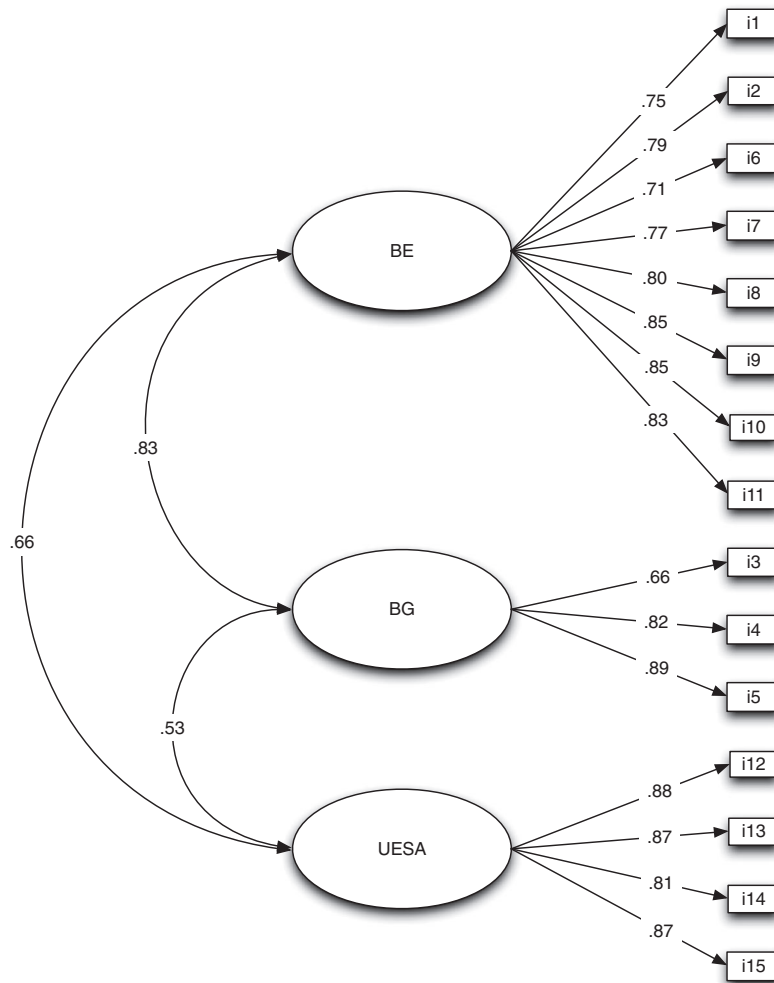 i1
.75
i2
.79
i6
.71
i7
.77
i8
.80
i9
.85
i10
.85
i11
.83
BE
.83
.66
i3
.66
i4
.82
i5
.89
BG
.53
i12
.88
i13
.87
i14
.81
i15
.87
UESA